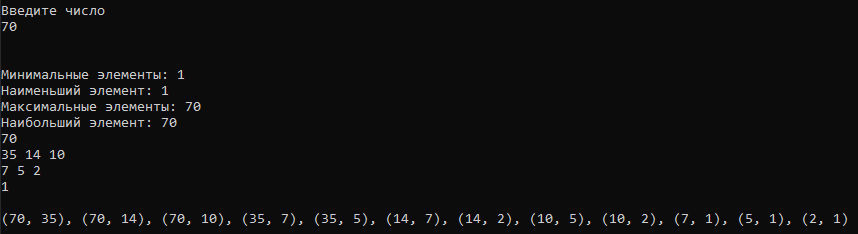 Введите число
70
Минимальные элементы: 1
Наименьший элемент: 1
Максимальные элементы: 70
Наибольший элемент: 70
70
35 14 10
7 5 2
1
(70, 35), (70, 14), (70, 10), (35, 7), (35, 5), (14, 7), (14, 2), (10, 5), (10, 2), (7, 1), (5, 1), (2, 1)